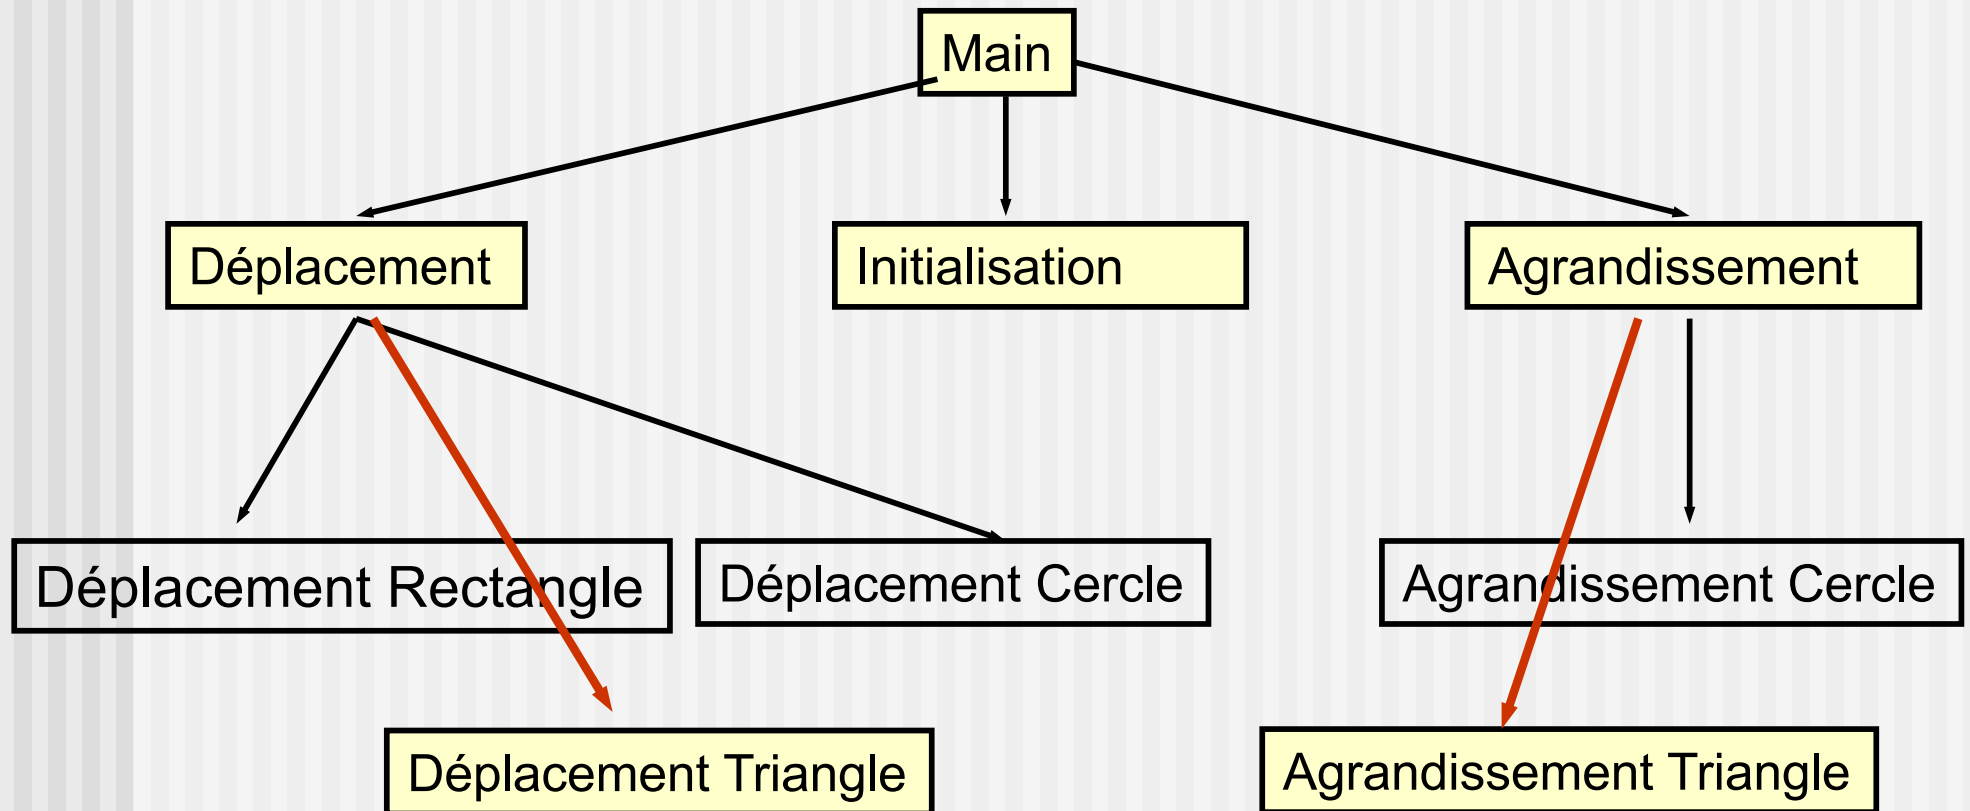 Main
Déplacement
Initialisation
Agrandissement
Déplacement Rectangle
Déplacement Cercle
Agrandissement Cercle
Déplacement Triangle
Agrandissement Triangle